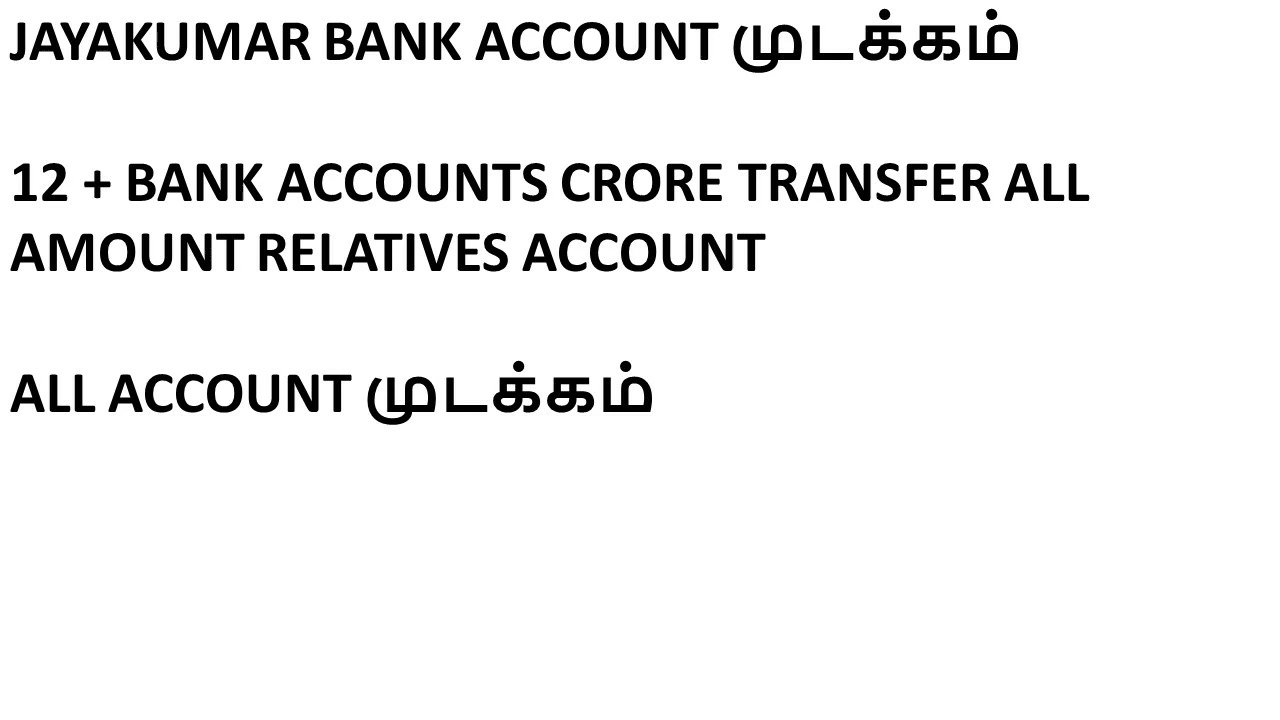 JAYAKUMAR BANK ACCOUNT முடக்கம்
12 + BANK ACCOUNTS CRORE TRANSFER ALL
AMOUNT RELATIVES ACCOUNT
ALL ACCOUNT முடக்கம்